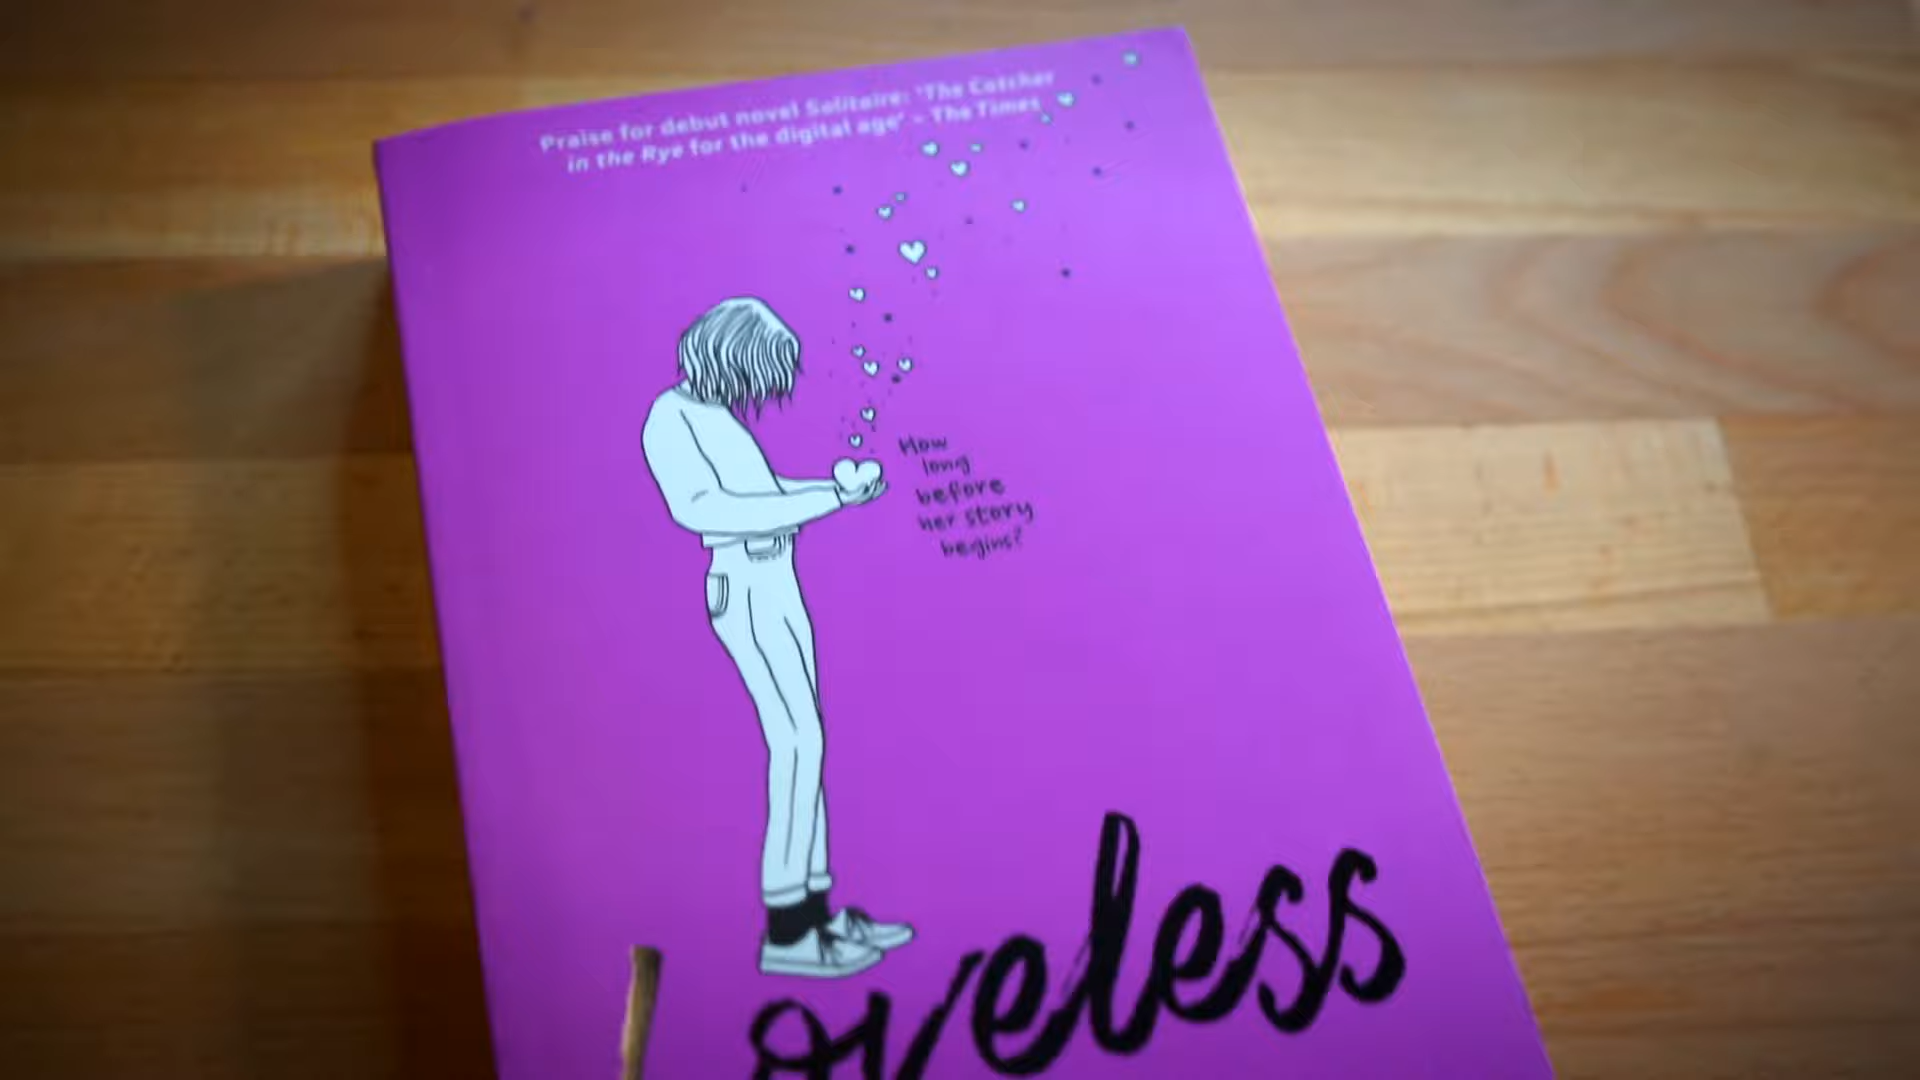 Praise for debut novel Solitaire: 'The Catcher
in the Rye for the digital age' – The Times
How
long
before
her story
begins?
Loveless